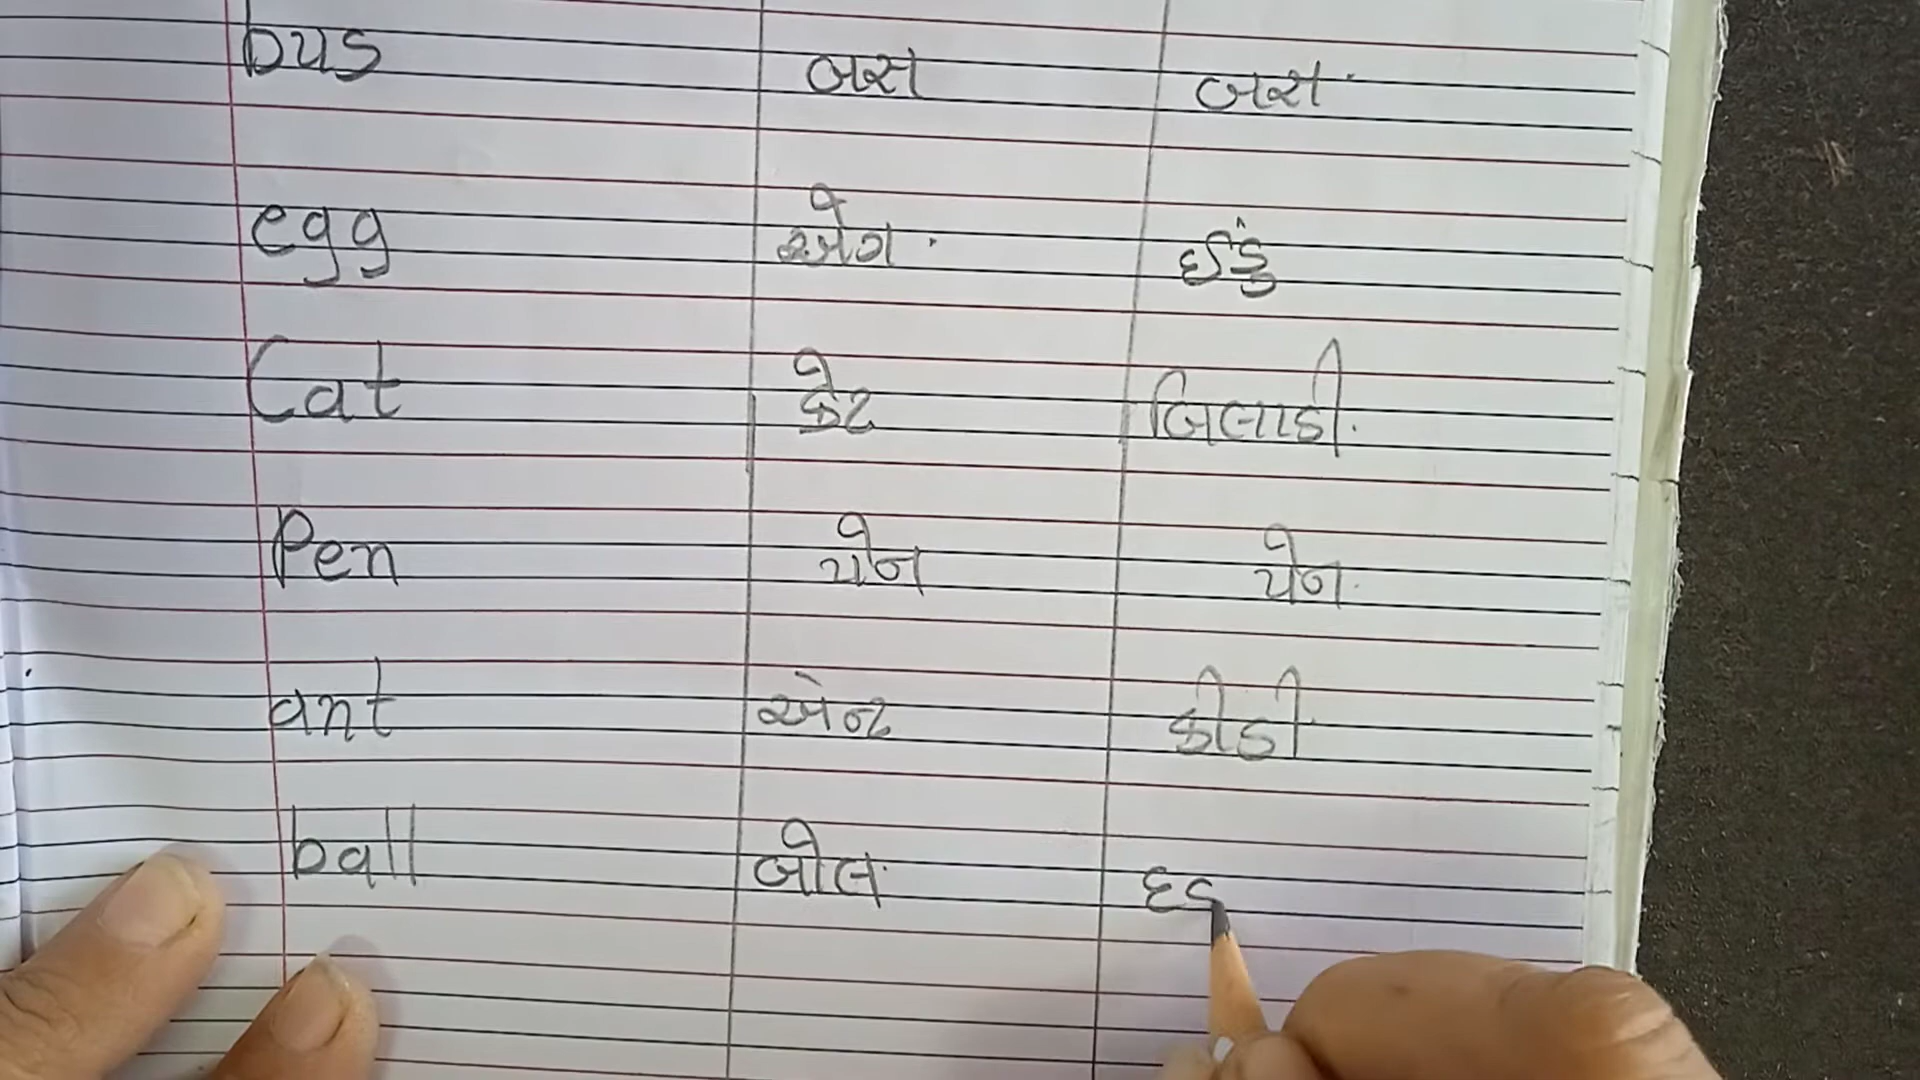 bus બસ બસ.
egg એગ. ઈંડુ
Cat કેટ બિલાડી.
Pen પેન પેન.
ant એન્ટ કીડી.
ball બોલ. દડ